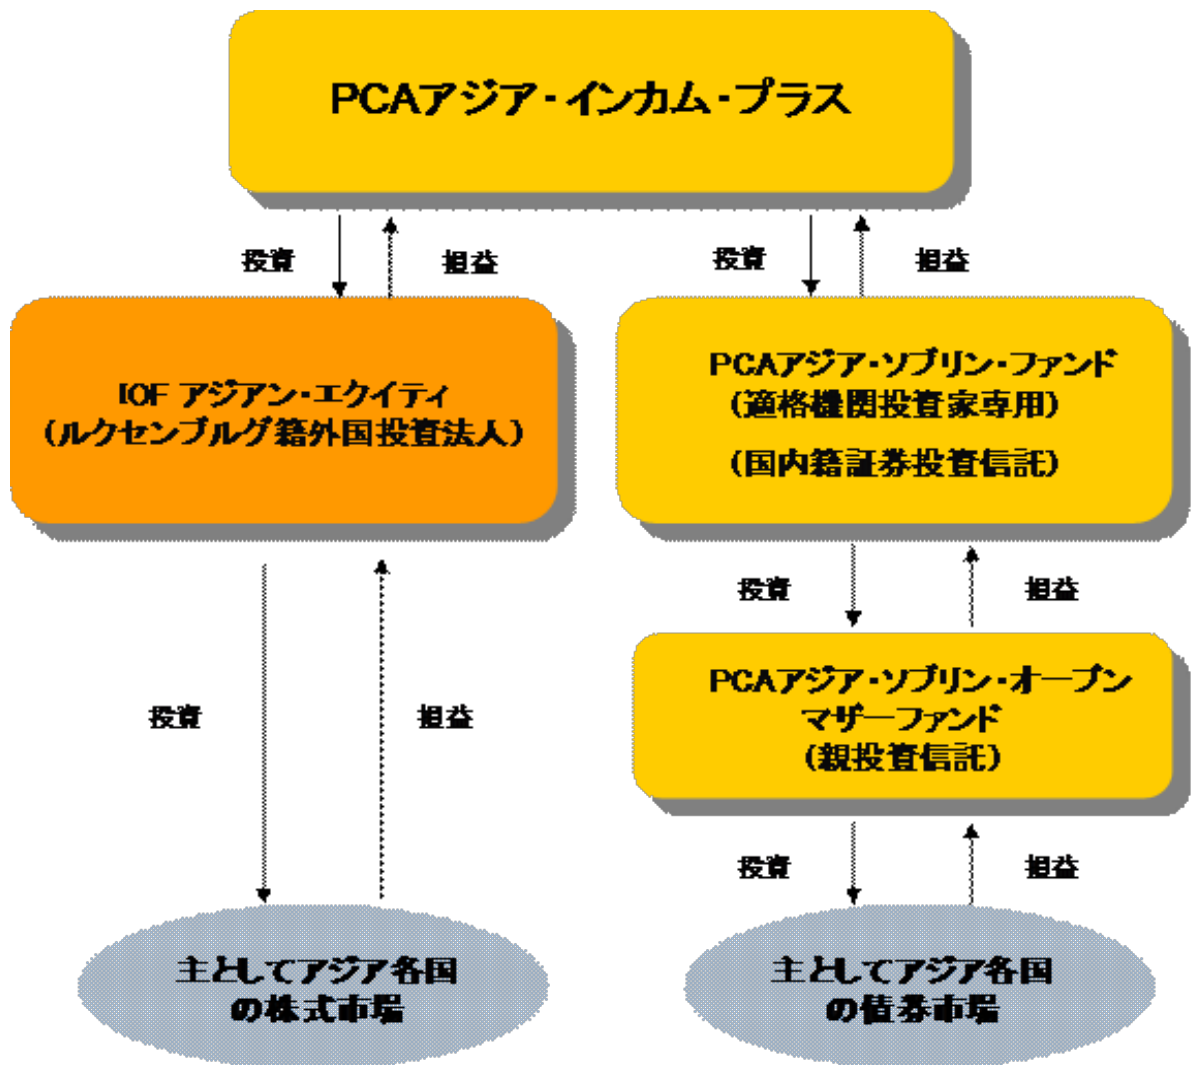 PCAアジア・インカム・プラス
投資
損益
投資
損益
IOF アジアン・エクイティ
(ルクセンブルグ籍外国投資法人)
PCAアジア・ソブリン・ファンド
(適格機関投資家専用)
(国内籍証券投資信託)
投資
損益
PCAアジア・ソブリン・オープン
マザーファンド
(親投資信託)
投資
損益
投資
損益
主としてアジア各国
の株式市場
主としてアジア各国
の債券市場